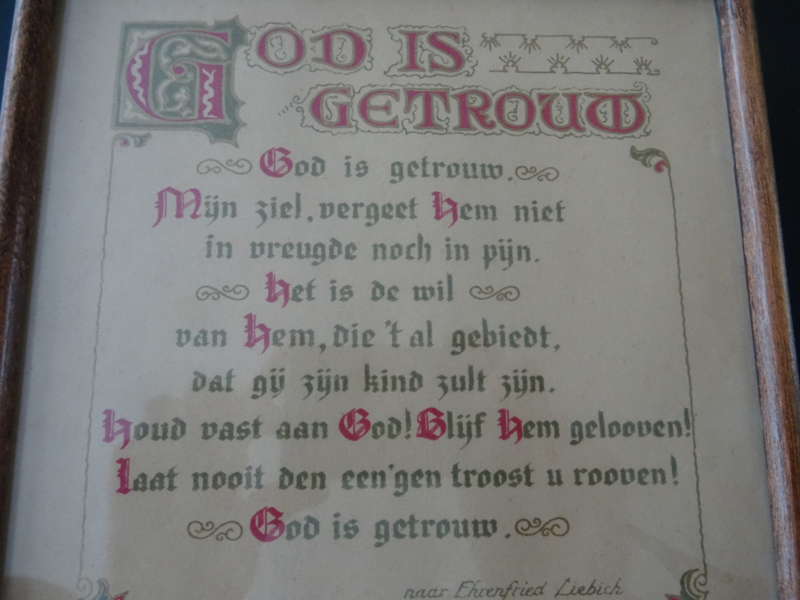 GOD IS
GETROUW
God is getrouw.
Mijn ziel, vergeet Hem niet
in vreugde noch in pijn.
Het is de wil
van Hem, die 't al gebiedt,
dat gij zijn kind zult zijn.
Houd vast aan God! Blijf Hem gelooven!
Laat nooit den een'gen troost u rooven!
God is getrouw.
naar Ehrenfried Liebich